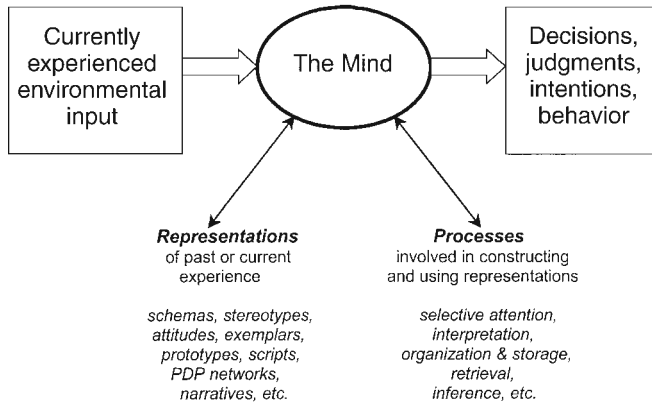 Currently
experienced
environmental
input
The Mind
Decisions,
judgments,
intentions,
behavior
Representations
of past or current
experience
schemas, stereotypes,
attitudes, exemplars,
prototypes, scripts,
PDP networks,
narratives, etc.
Processes
involved in constructing
and using representations
selective attention,
interpretation,
organization & storage,
retrieval,
inference, etc.